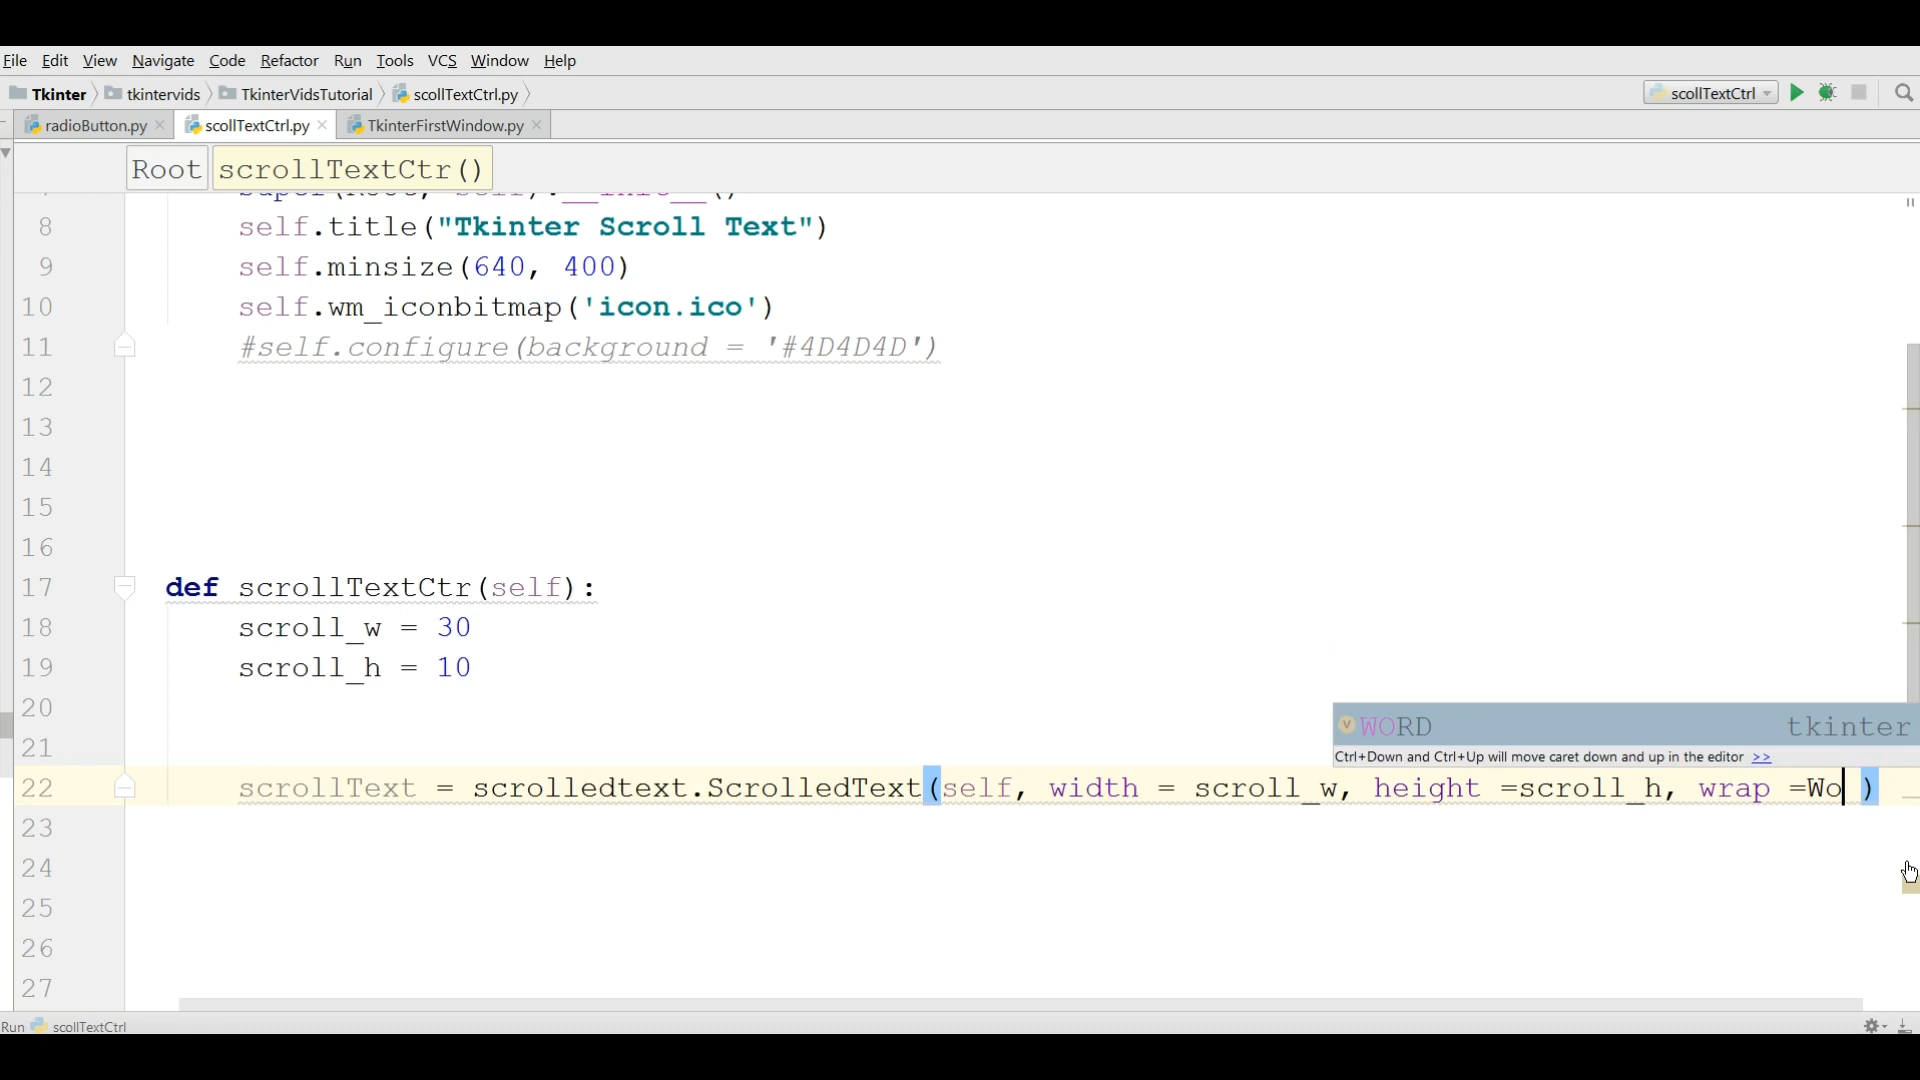 File Edit View Navigate Code Refactor Run Tools VCS Window Help
Tkinter tkintervids TkinterVidsTutorial scollTextCtrl.py scollTextCtrl
radioButton.py scollTextCtrl.py TkinterFirstWindow.py
Root scrollTextCtr()
8 self.title("Tkinter Scroll Text")
9 self.minsize(640, 400)
10 self.wm_iconbitmap('icon.ico')
11 #self.configure(background = '#4D4D4D')
12
13
14
15
16
17 def scrollTextCtr(self):
18 scroll_w = 30
19 scroll_h = 10
20
WORD tkinter
21
Ctrl+Down and Ctrl+Up will move caret down and up in the editor >>
22 scrollText = scrolledtext.ScrolledText(self, width = scroll_w, height =scroll_h, wrap =Wo )
23
24
25
26
27
Run scollTextCtrl